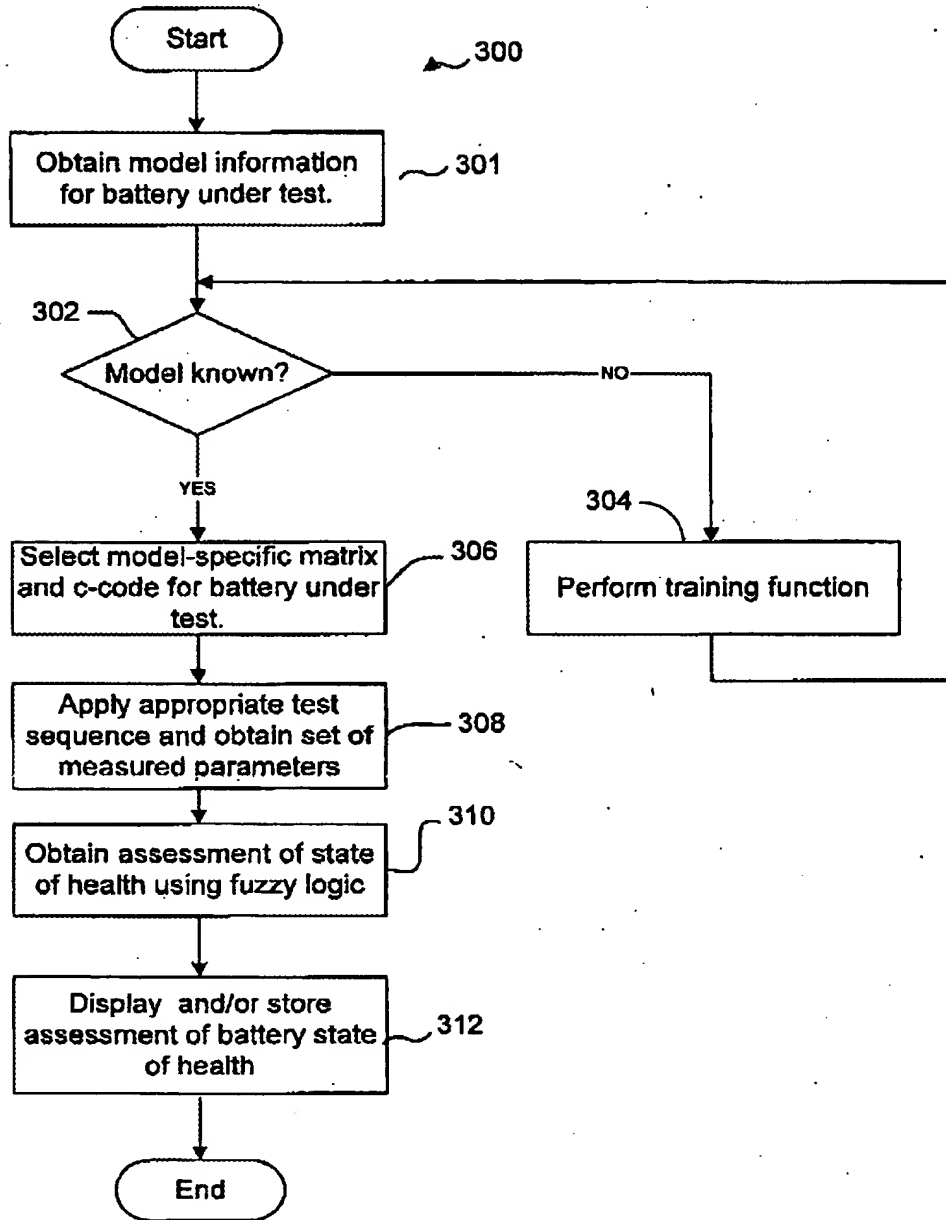 Start
300
Obtain model information
for battery under test.
301
302
Model known?
NO
YES
304
Select model-specific matrix
and c-code for battery under
test.
306
Perform training function
Apply appropriate test
sequence and obtain set of
measured parameters
308
310
Obtain assessment of state
of health using fuzzy logic
Display and/or store
assessment of battery state
of health
312
End